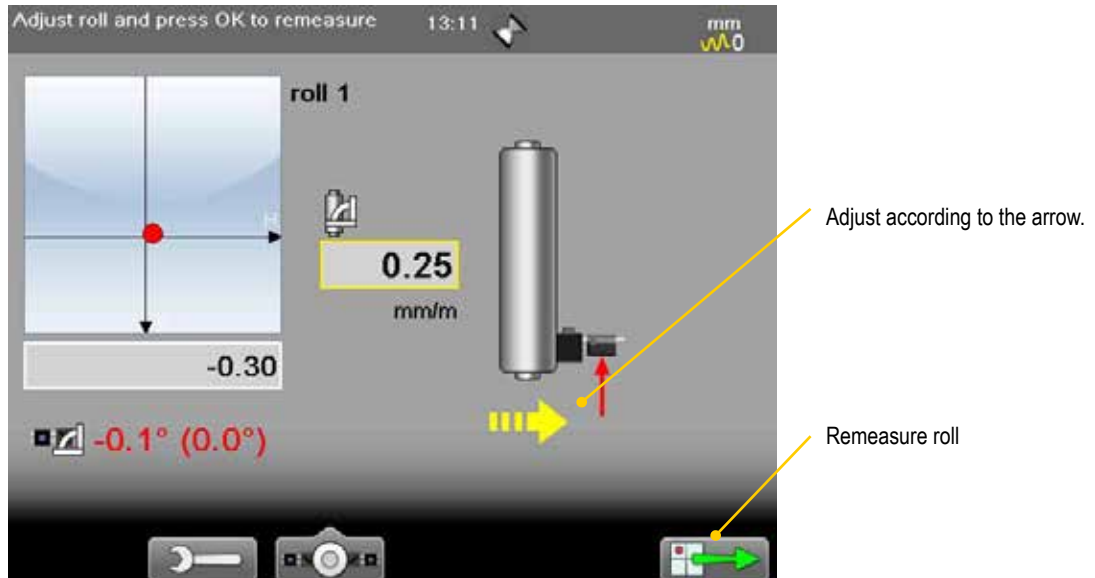 Adjust roll and press OK to remeasure 13:11 mm
0
roll 1
H
Adjust according to the arrow.
0.25
mm/m
-0.30
-0.1° (0.0°)
Remeasure roll